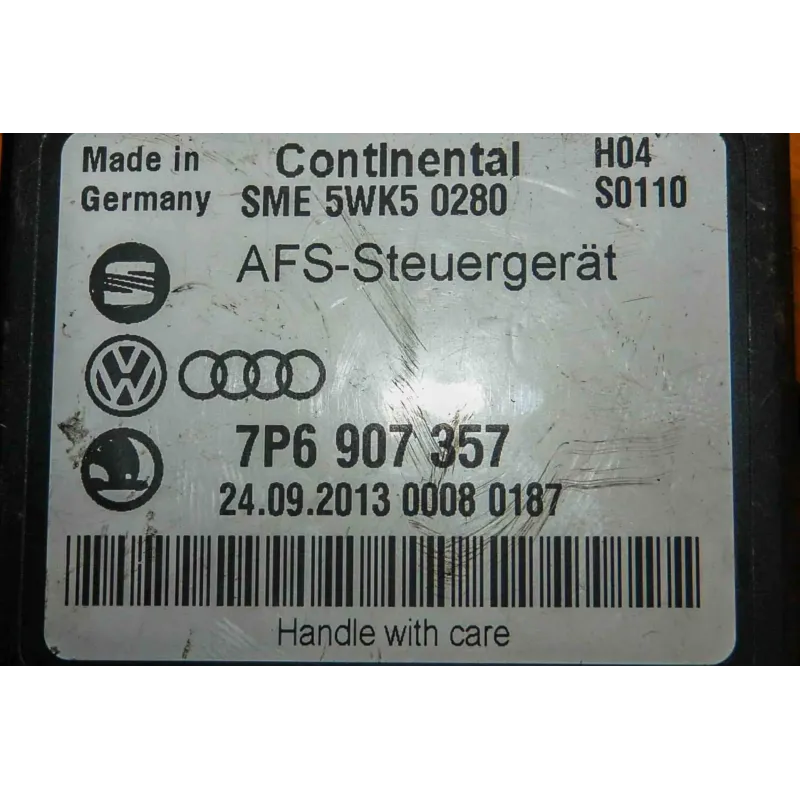 Made in Continental H04
Germany SME 5WK5 0280 S0110
AFS-Steuergerät
7P6 907 357
24.09.2013 0008 0187
Handle with care